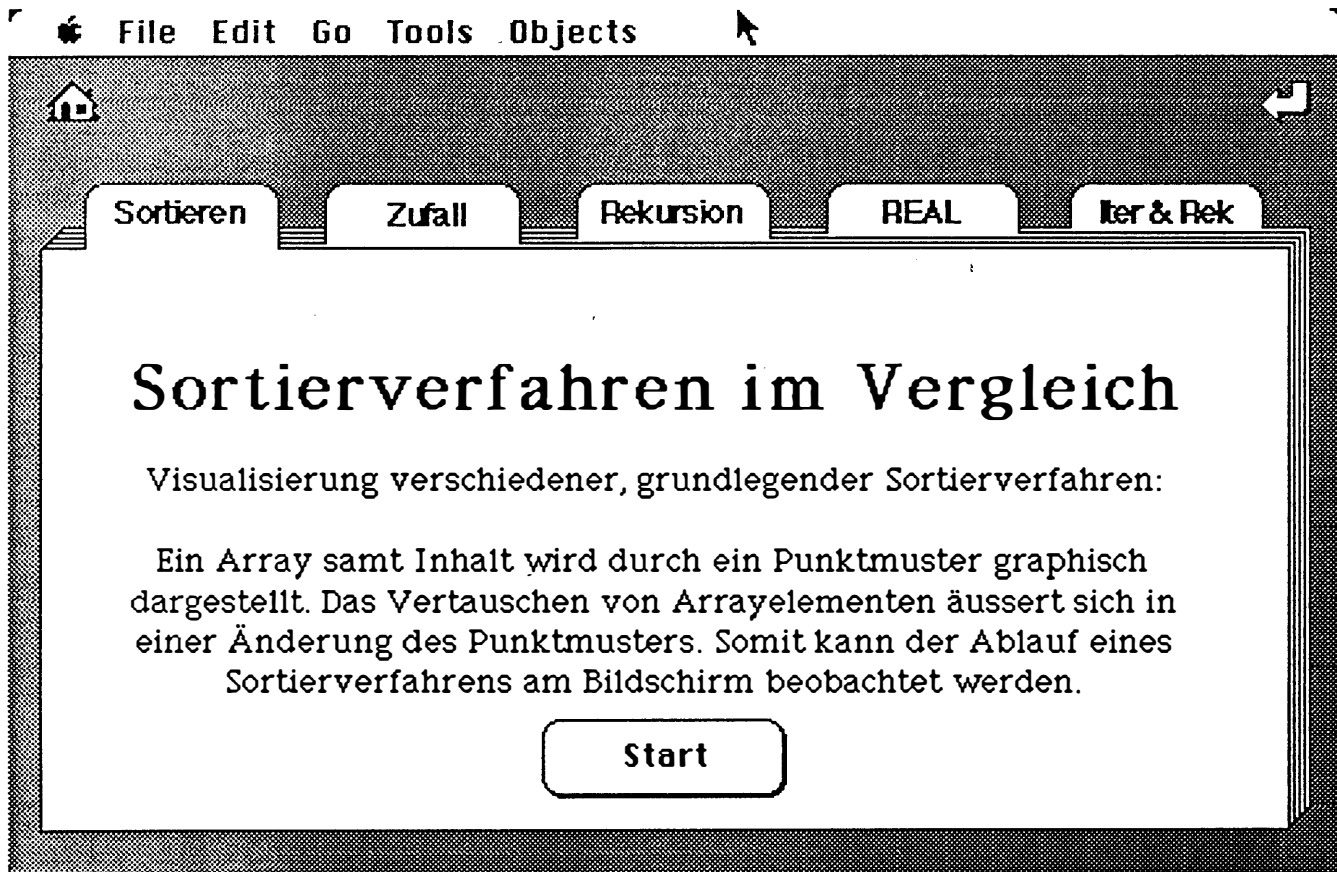 File Edit Go Tools Objects
Sortieren Zufall Rekursion REAL Iter & Rek
Sortierverfahren im Vergleich
Visualisierung verschiedener, grundlegender Sortierverfahren:
Ein Array samt Inhalt wird durch ein Punktmuster graphisch
dargestellt. Das Vertauschen von Arrayelementen äussert sich in
einer Änderung des Punktmusters. Somit kann der Ablauf eines
Sortierverfahrens am Bildschirm beobachtet werden.
Start